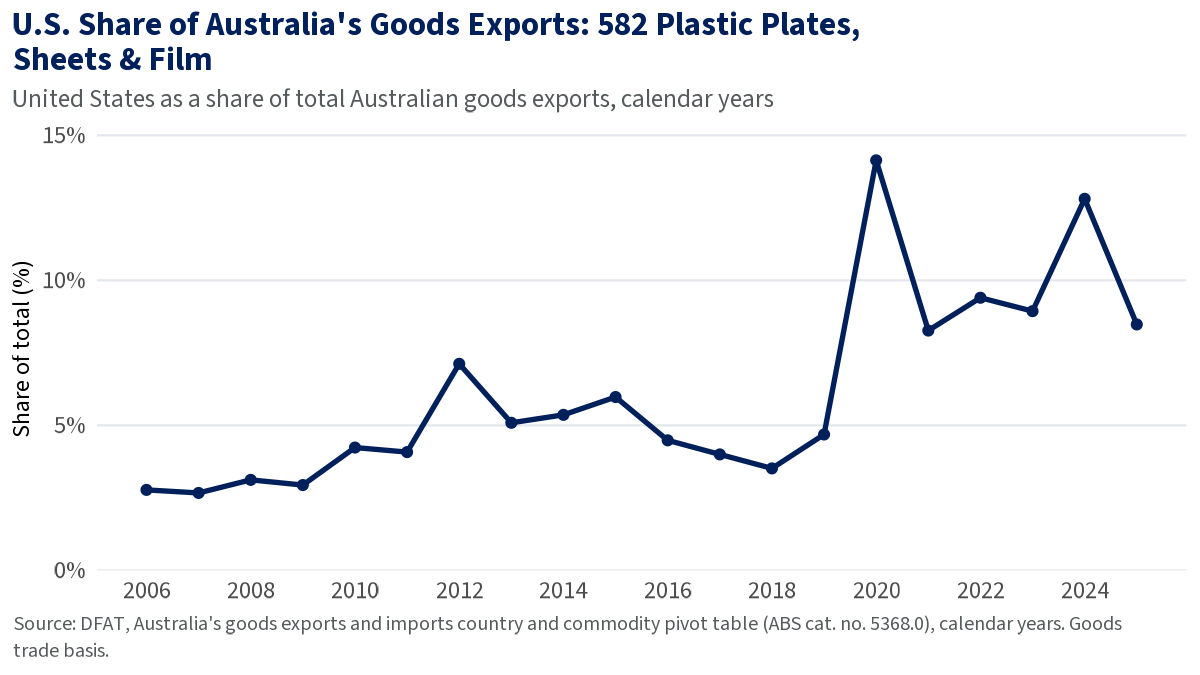 U.S. Share of Australia's Goods Exports: 582 Plastic Plates,
Sheets & Film
United States as a share of total Australian goods exports, calendar years
15%
10%
5%
0%
Share of total (%)
2006 2008 2010 2012 2014 2016 2018 2020 2022 2024
Source: DFAT, Australia's goods exports and imports country and commodity pivot table (ABS cat. no. 5368.0), calendar years. Goods
trade basis.